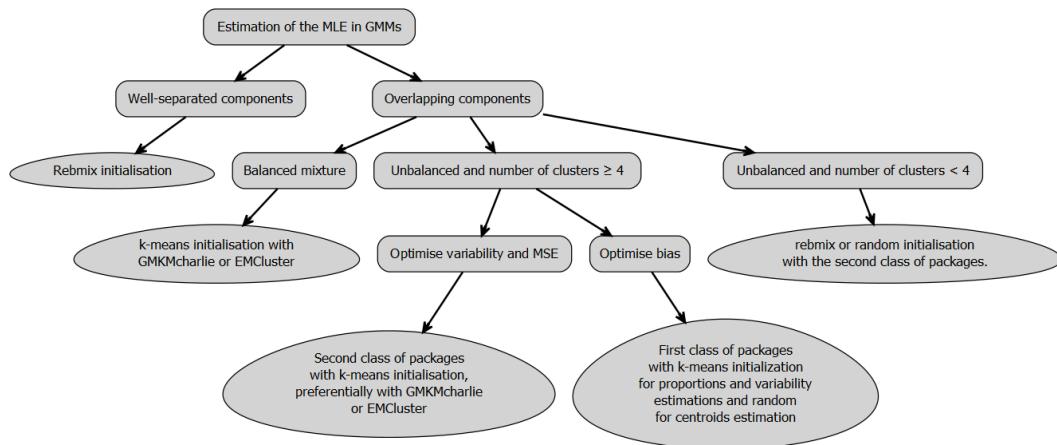 Estimation of the MLE in GMMs
Well-separated components
Overlapping components
Rebmix initialisation
Balanced mixture
Unbalanced and number of clusters ≥ 4
Unbalanced and number of clusters < 4
k-means initialisation with
GMKMcharlie or EMCluster
Optimise variability and MSE
Optimise bias
rebmix or random initialisation
with the second class of packages.
Second class of packages
with k-means initialisation,
preferentially with GMKMcharlie
or EMCluster
First class of packages
with k-means initialization
for proportions and variability
estimations and random
for centroids estimation